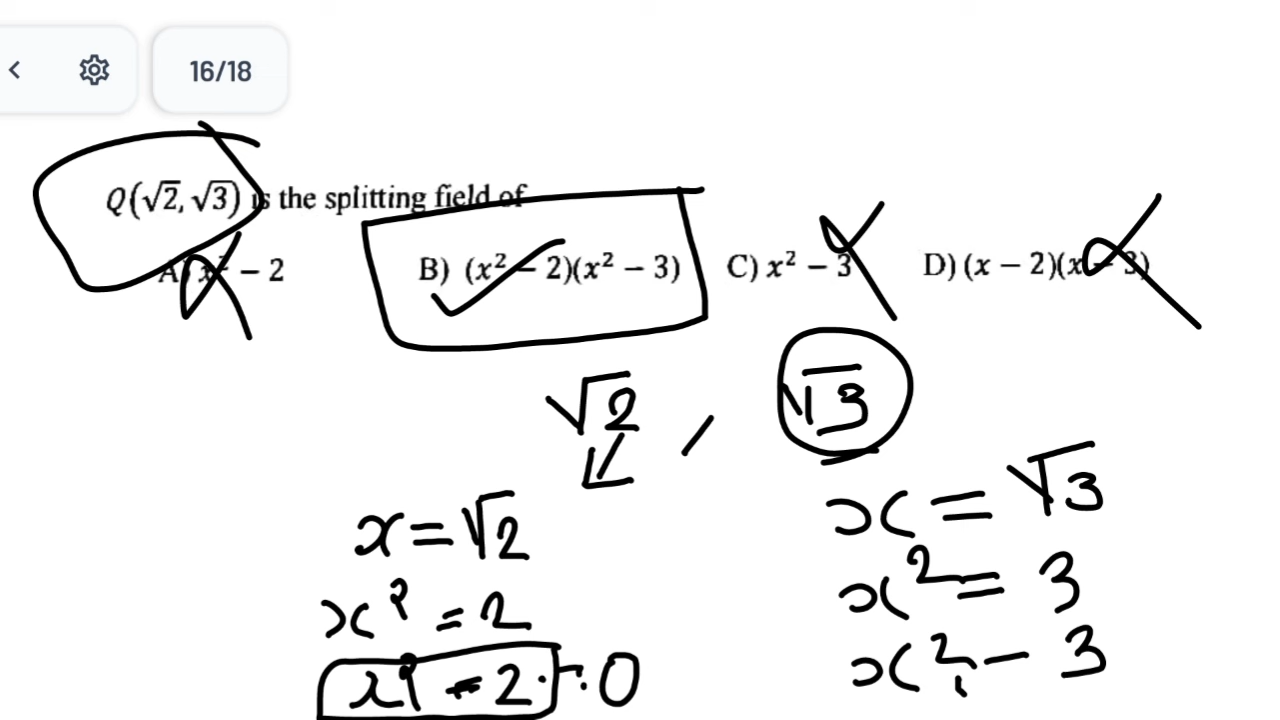 16/18
Q(√2, √3) is the splitting field of
A) x² − 2 B) (x² − 2)(x² − 3) C) x² − 3 D) (x − 2)(x − 3)
√2 , √3
x = √2 x = √3
x² = 2 x² = 3
x² − 2 = 0 x² − 3